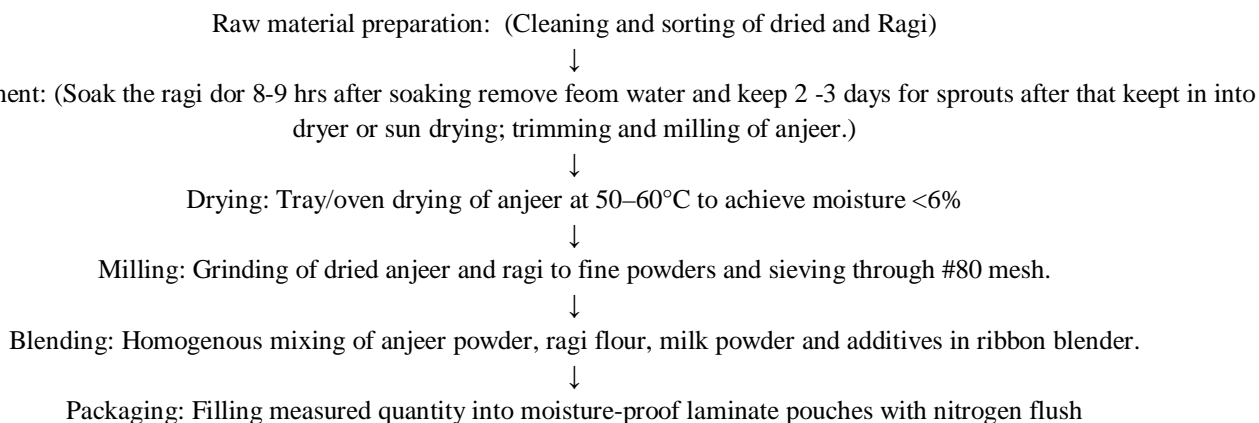 Raw material preparation: (Cleaning and sorting of dried and Ragi)
↓
ment: (Soak the ragi dor 8-9 hrs after soaking remove feom water and keep 2 -3 days for sprouts after that keept in into
dryer or sun drying; trimming and milling of anjeer.)
↓
Drying: Tray/oven drying of anjeer at 50–60°C to achieve moisture <6%
↓
Milling: Grinding of dried anjeer and ragi to fine powders and sieving through #80 mesh.
↓
Blending: Homogenous mixing of anjeer powder, ragi flour, milk powder and additives in ribbon blender.
↓
Packaging: Filling measured quantity into moisture-proof laminate pouches with nitrogen flush